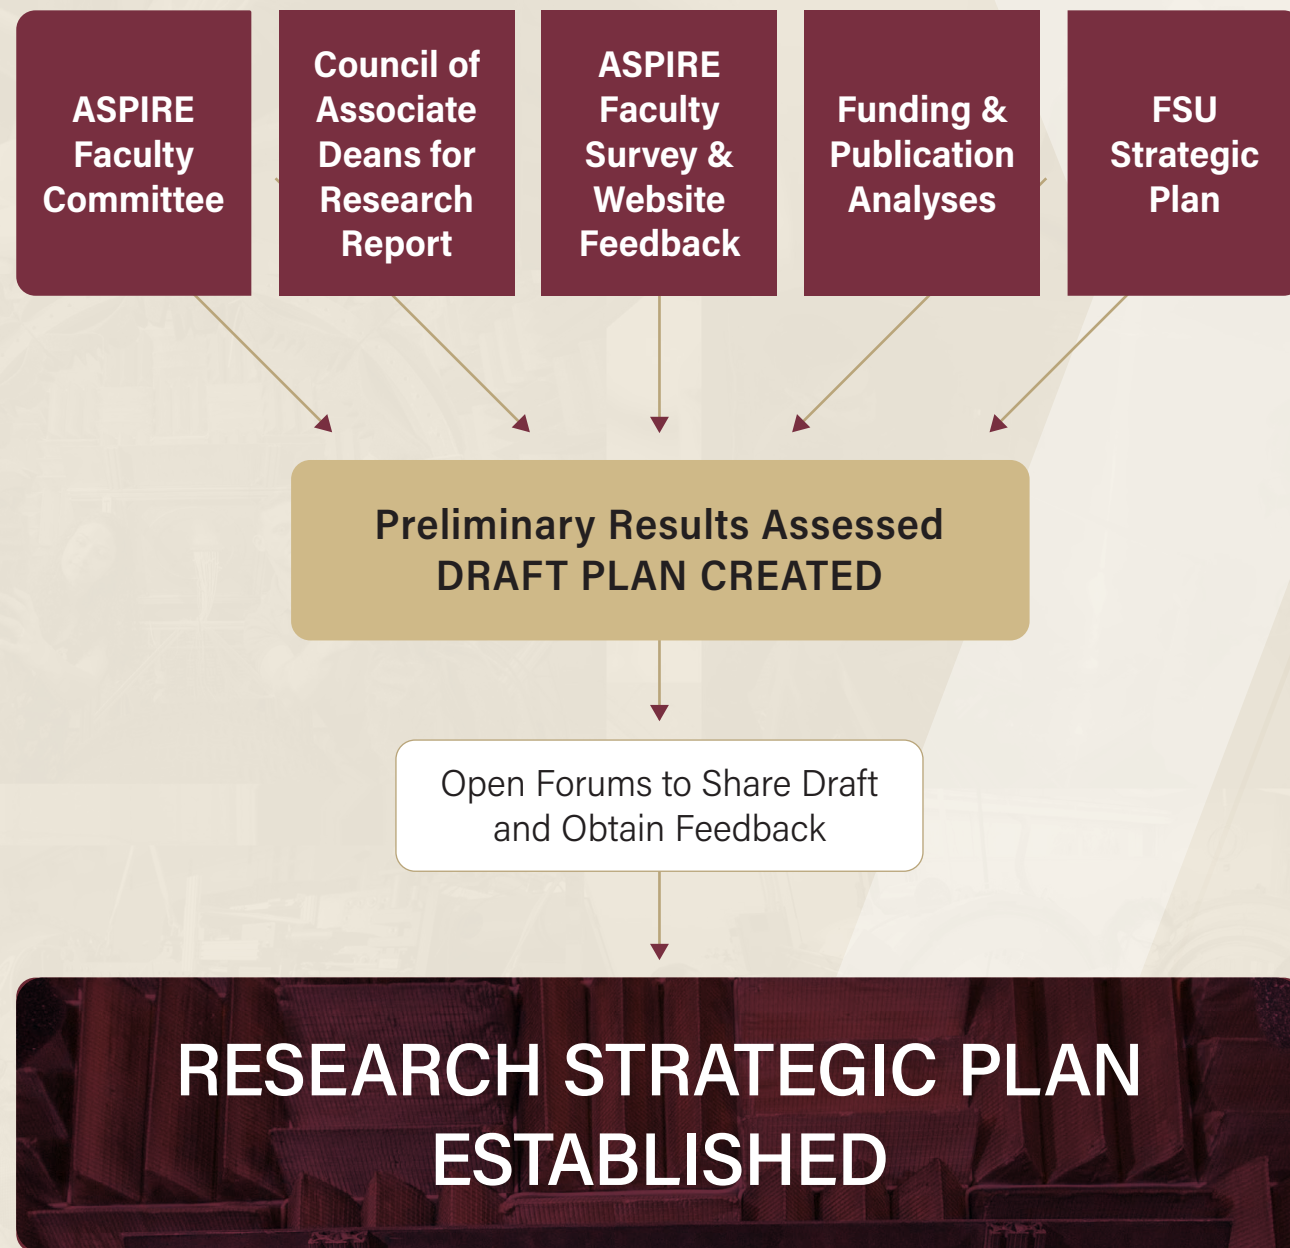 ASPIRE
Faculty
Committee
Council of
Associate
Deans for
Research
Report
ASPIRE
Faculty
Survey &
Website
Feedback
Funding &
Publication
Analyses
FSU
Strategic
Plan
Preliminary Results Assessed
DRAFT PLAN CREATED
Open Forums to Share Draft
and Obtain Feedback
RESEARCH STRATEGIC PLAN
ESTABLISHED